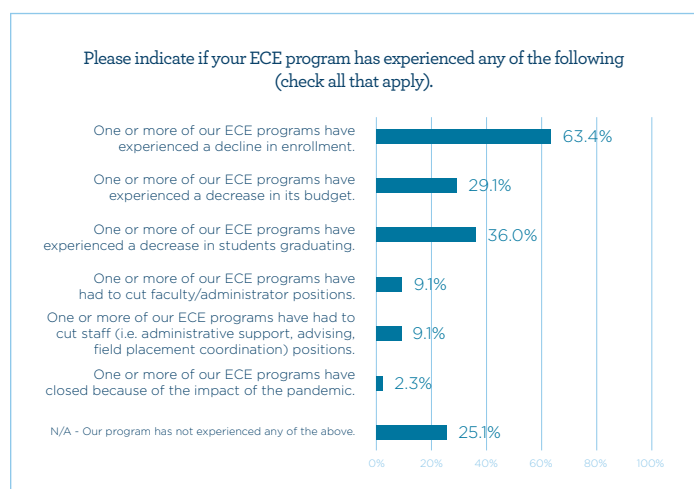 Please indicate if your ECE program has experienced any of the following
(check all that apply).
One or more of our ECE programs have
experienced a decline in enrollment.
63.4%
One or more of our ECE programs have
experienced a decrease in its budget.
29.1%
One or more of our ECE programs have
experienced a decrease in students graduating.
36.0%
One or more of our ECE programs have
had to cut faculty/administrator positions.
9.1%
One or more of our ECE programs have had to
cut staff (i.e. administrative support, advising,
field placement coordination) positions.
9.1%
One or more of our ECE programs have
closed because of the impact of the pandemic.
2.3%
N/A - Our program has not experienced any of the above.
25.1%
0% 20% 40% 60% 80% 100%